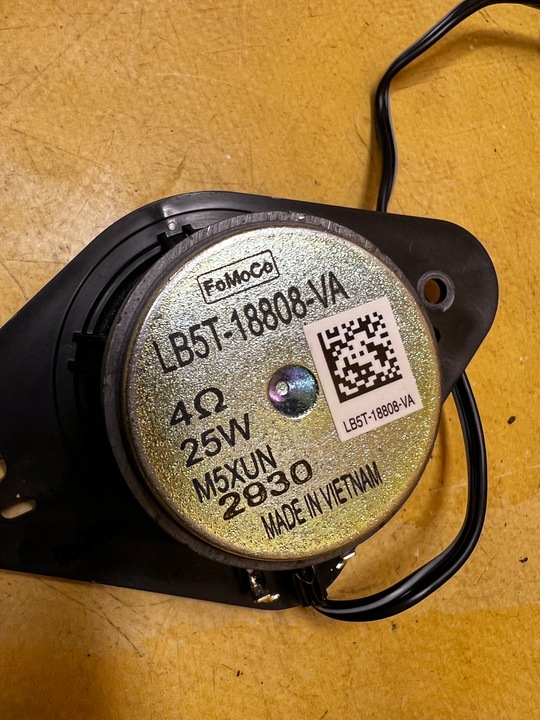 FoMoCo
LB5T-18808-VA
4Ω
25W
M5XUN
2930
MADE IN VIETNAM
LB5T-18808-VA